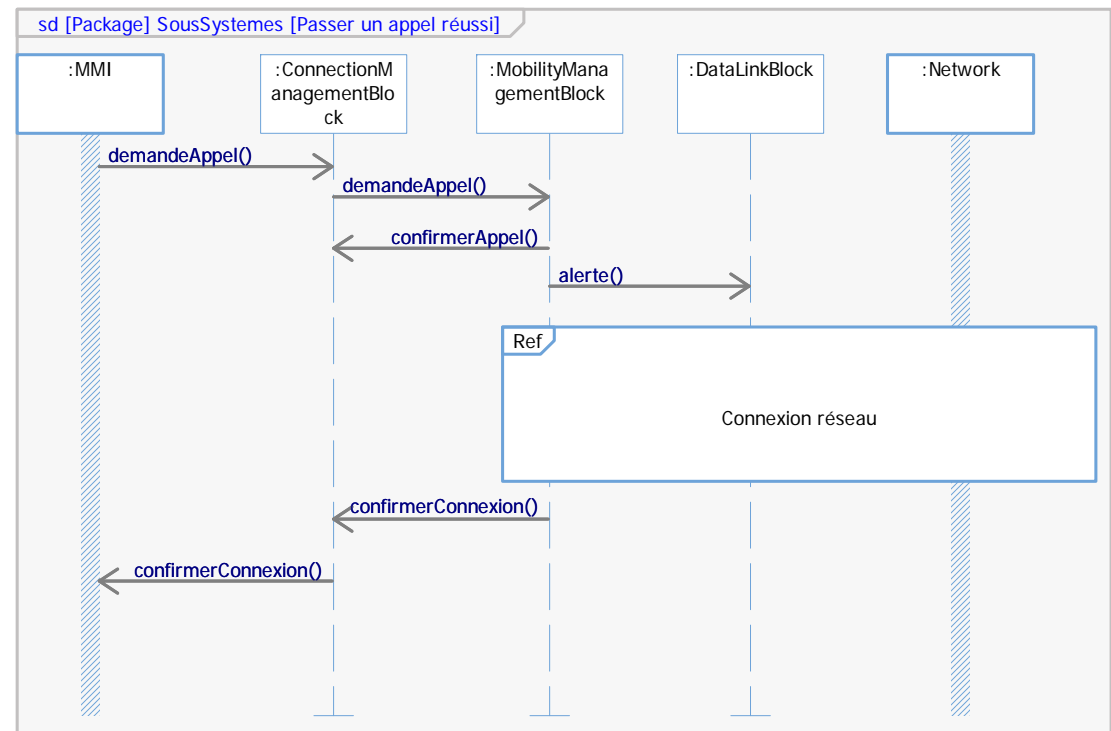 sd [Package] SousSystemes [Passer un appel réussi]
:MMI
:ConnectionM
anagementBlo
ck
:MobilityMana
gementBlock
:DataLinkBlock
:Network
demandeAppel()
demandeAppel()
confirmerAppel()
alerte()
Ref
Connexion réseau
confirmerConnexion()
confirmerConnexion()